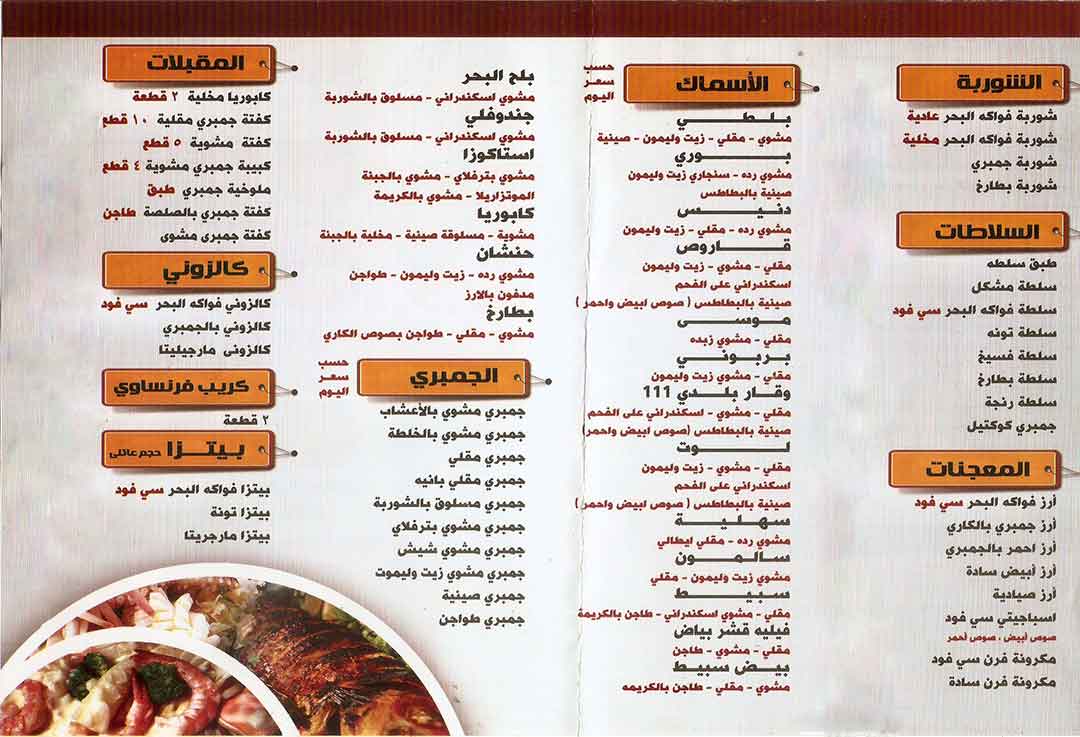 الشوربة
شوربة فواكه البحر عادية
شوربة فواكه البحر مخلية
شوربة جمبري
شوربة بطارخ
السلاطات
طبق سلطه
سلطة مشكل
سلطة فواكه البحر سي فود
سلطة تونه
سلطة فسيخ
سلطة بطارخ
سلطة رنجة
جمبري كوكتيل
المعجنات
أرز فواكه البحر سي فود
أرز جمبري بالكاري
أرز احمر بالجمبري
أرز أبيض سادة
أرز صيادية
اسباجيتي سي فود
صوص أبيض ، صوص أحمر
مكرونة فرن سي فود
مكرونة فرن سادة
الأسماك
حسب
سعر
اليوم
بلطي
مشوي - مقلي - زيت وليمون - صينية
بوري
مشوي رده - سنجاري زيت وليمون
صينية بالبطاطس
دنيس
مشوي رده - مقلي - زيت وليمون
قاروص
مقلي - مشوي - زيت وليمون
اسكندراني على الفحم
صينية بالبطاطس ( صوص ابيض واحمر )
موسى
مقلي - مشوي زبده
بربوني
مقلي - مشوي زيت وليمون
وقار بلدي 111
مقلي - مشوي - اسكندراني على الفحم
صينية بالبطاطس (صوص ابيض واحمر)
لوت
مقلي - مشوي - زيت وليمون
اسكندراني على الفحم
صينية بالبطاطس ( صوص ابيض واحمر)
سهلية
مشوي رده - مقلي ايطالي
سالمون
مشوي زيت وليمون - مقلي
سبيط
مقلي - مشوي اسكندراني - طاجن بالكريمة
فيليه قشر بياض
مقلي - مشوي - طاجن
بيض سبيط
مشوي - مقلي - طاجن بالكريمه
بلح البحر
مشوي اسكندراني - مسلوق بالشوربة
جندوفلي
مشوي اسكندراني - مسلوق بالشوربة
استاكوزا
مشوي بترفلاي - مشوي بالجبنة
الموتزاريلا - مشوي بالكريمة
كابوريا
مشوية - مسلوقة صينية - مخلية بالجبنة
حنشان
مشوي رده - زيت وليمون - طواجن
مدفون بالارز
بطارخ
مشوي - مقلي - طواجن بصوص الكاري
الجمبري
حسب
سعر
اليوم
جمبري مشوي بالأعشاب
جمبري مشوي بالخلطة
جمبري مقلي
جمبري مقلي بانيه
جمبري مسلوق بالشوربة
جمبري مشوي بترفلاي
جمبري مشوي شيش
جمبري مشوي زيت وليموت
جمبري صينية
جمبري طواجن
المقبلات
كابوريا مخلية ٢ قطعة
كفتة جمبري مقلية ١٠ قطع
كفتة مشوية ٥ قطع
كبيبة جمبري مشوية ٤ قطع
ملوخية جمبري طبق
كفتة جمبري بالصلصة طاجن
كفتة جمبرى مشوى
كالزوني
كالزوني فواكه البحر سي فود
كالزوني بالجمبري
كالزونى مارجيليتا
كريب فرنساوي
٢ قطعة
بيتزا حجم عائلى
بيتزا فواكه البحر سي فود
بيتزا تونة
بيتزا مارجريتا